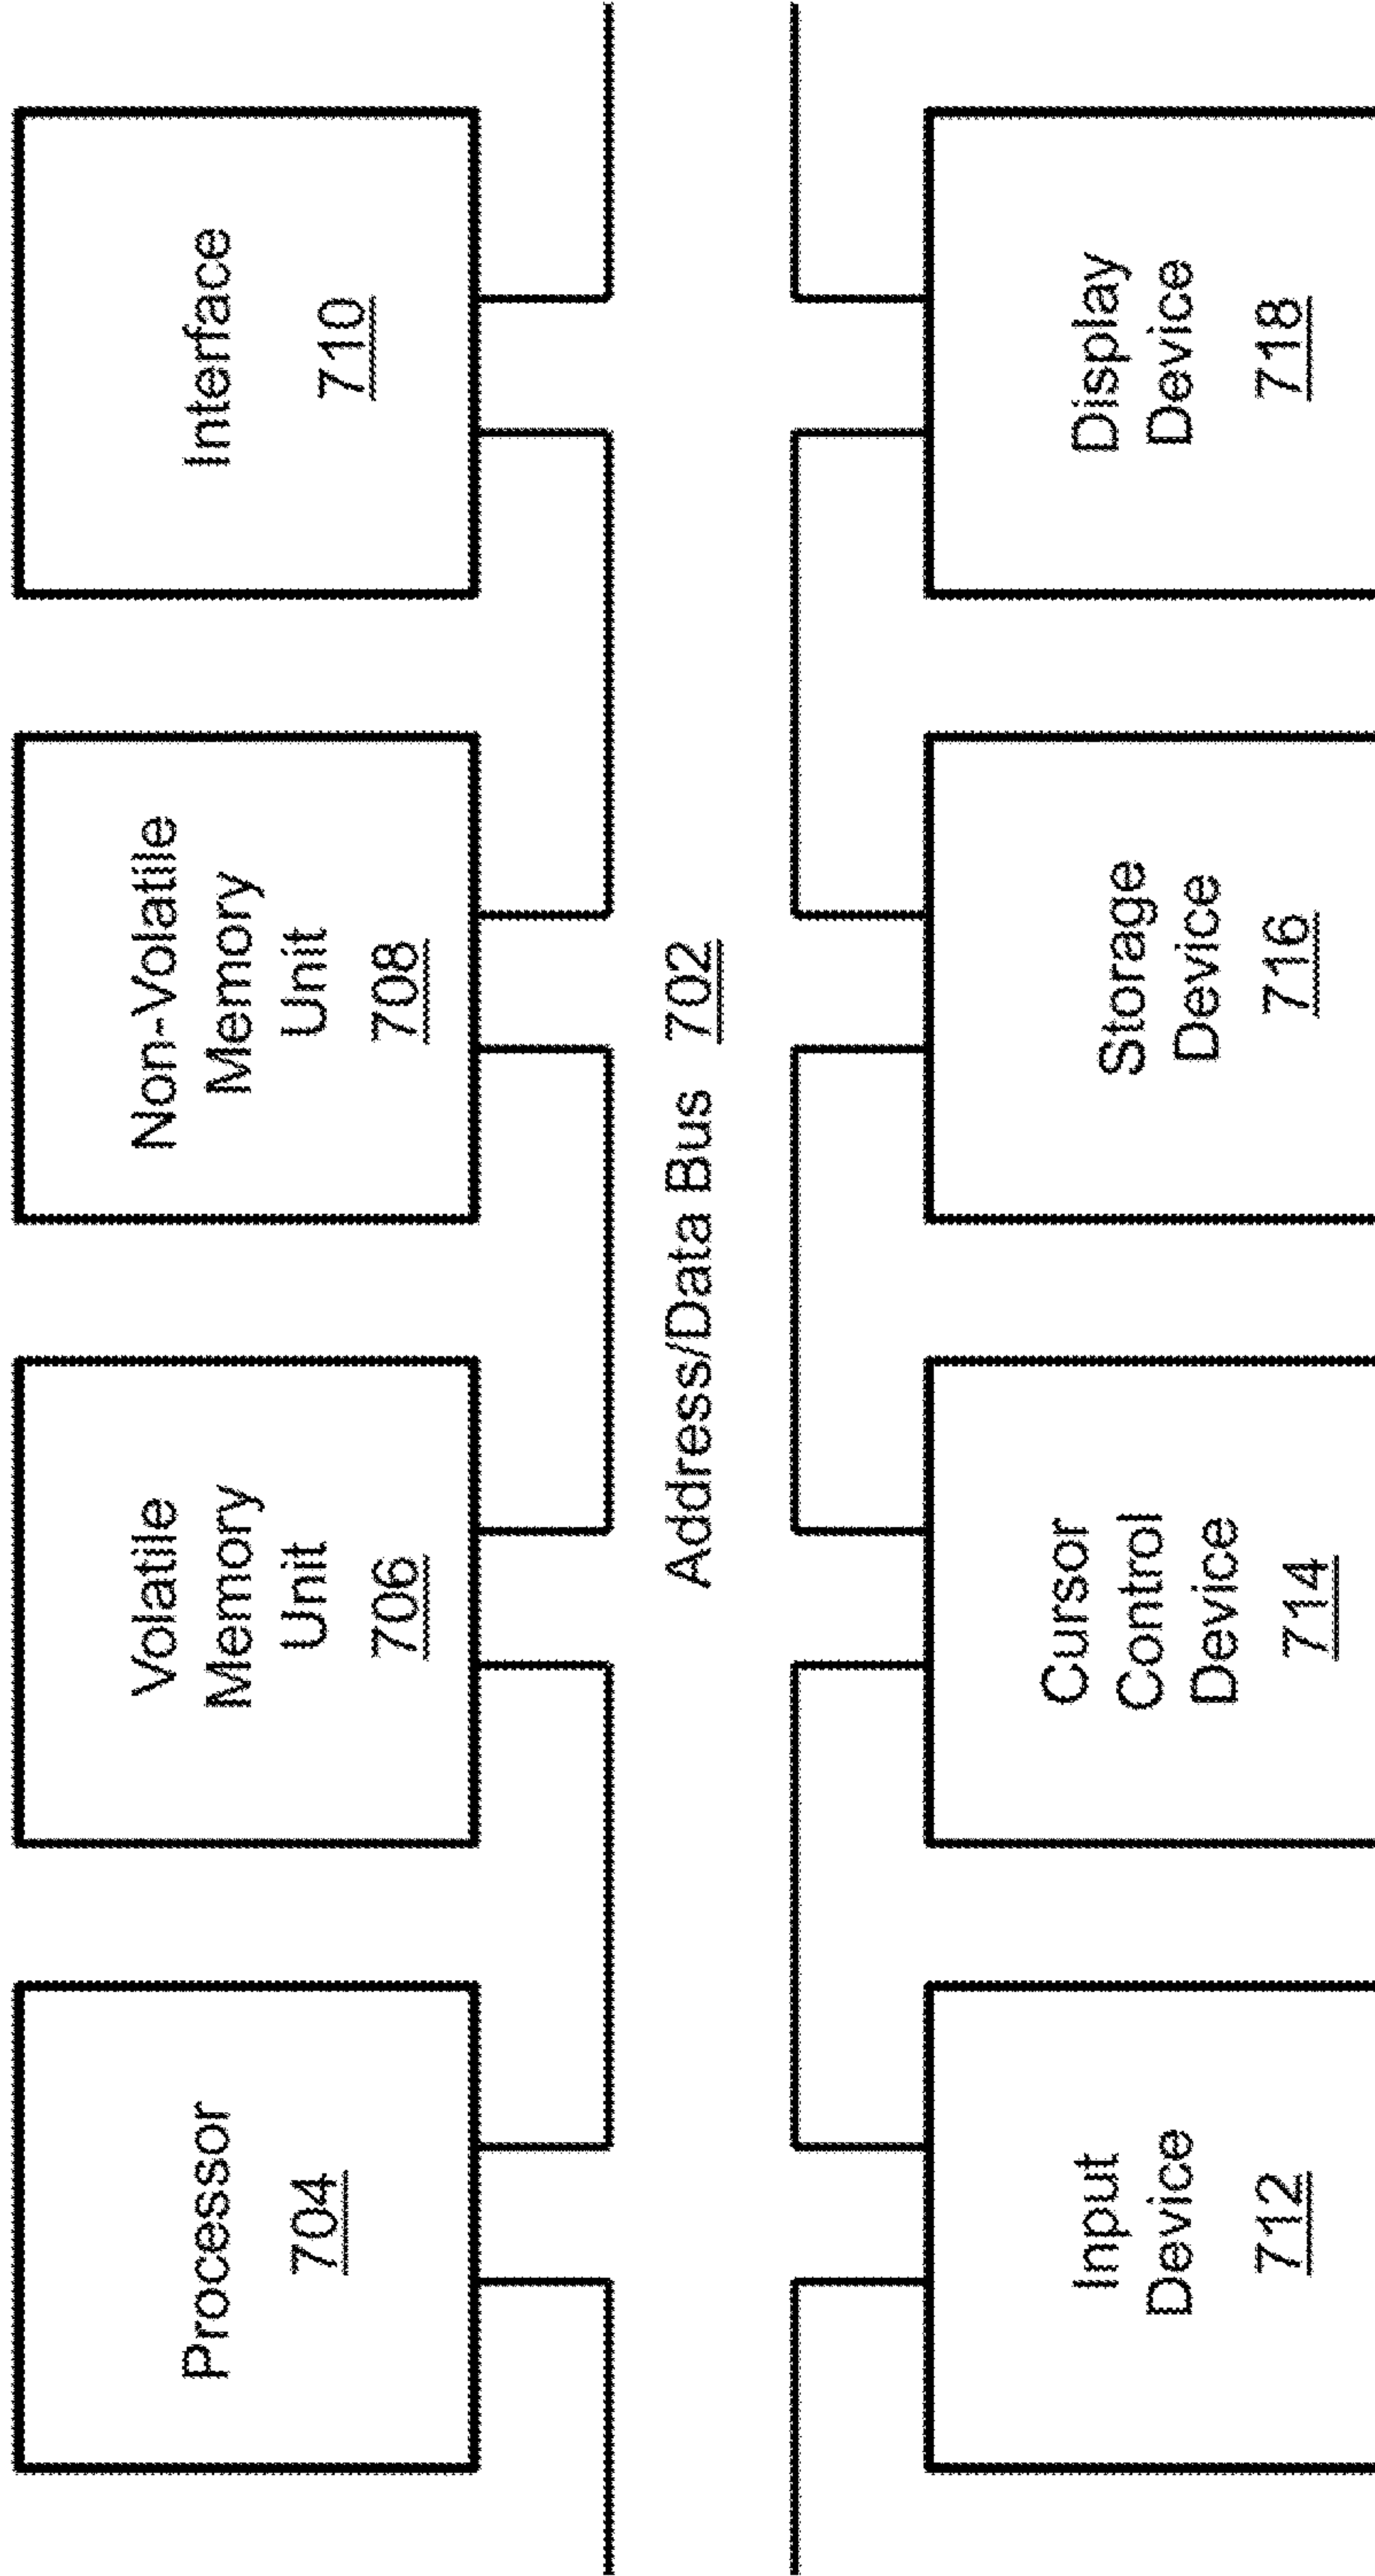 Processor
704
Volatile
Memory
Unit
706
Non-Volatile
Memory
Unit
708
Interface
710
Address/Data Bus 702
Input
Device
712
Cursor
Control
Device
714
Storage
Device
716
Display
Device
718